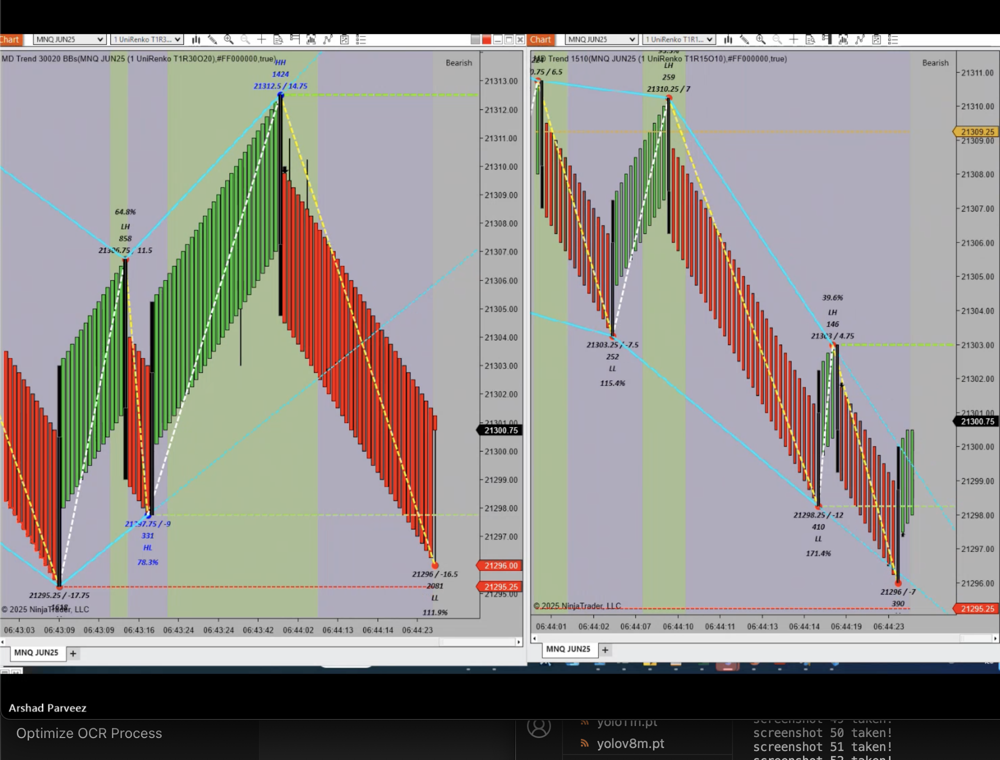 Chart
MNQ JUN25
1 UniRenko T1R3...
MD Trend 30020 BBs(MNQ JUN25 (1 UniRenko T1R30O20),#FF000000,true)
Bearish
HH
1424
21312.5 / 14.75
64.8%
LH
858
/ 11.5
/ -9
331
HL
78.3%
21295.25 / -17.75
21296 / -16.5
2081
LL
111.9%
© 2025 NinjaTrader, LLC
21313.00
21312.00
21311.00
21310.00
21309.00
21308.00
21307.00
21306.00
21305.00
21304.00
21303.00
21302.00
21301.00
21300.75
21299.00
21298.00
21297.00
21296.00
21295.25
21295.00
06:43:03
06:43:09
06:43:09
06:43:16
06:43:24
06:43:24
06:43:42
06:44:02
06:44:13
06:44:14
06:44:23
MNQ JUN25
+
Chart
MNQ JUN25
1 UniRenko T1R1...
MD Trend 1510(MNQ JUN25 (1 UniRenko T1R15O10),#FF000000,true)
Bearish
0.75 / 6.5
LH
259
21310.25 / 7
21303.25 / -7.5
252
LL
115.4%
39.6%
LH
146
21303 / 4.75
21298.25 / -12
410
LL
171.4%
21296 / -7
390
© 2025 NinjaTrader, LLC
21311.00
21310.00
21309.25
21309.00
21308.00
21307.00
21306.00
21305.00
21304.00
21303.00
21302.00
21301.00
21300.75
21299.00
21298.00
21297.00
21296.00
21295.25
06:44:01
06:44:02
06:44:07
06:44:10
06:44:13
06:44:14
06:44:19
06:44:23
MNQ JUN25
+
Arshad Parveez
Optimize OCR Process
yolo11n.pt
yolov8m.pt
screenshot 49 taken!
screenshot 50 taken!
screenshot 51 taken!
screenshot 52 taken!